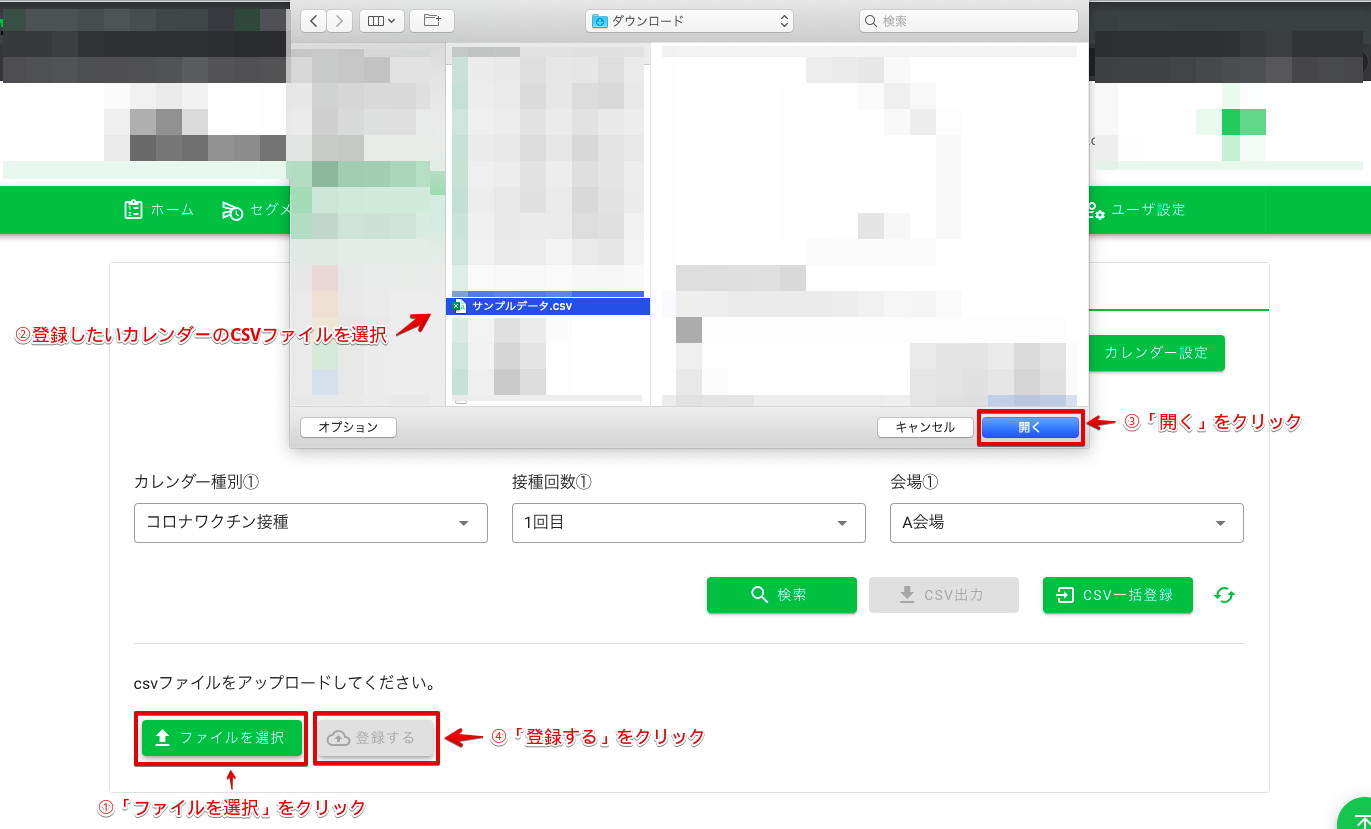 ダウンロード
検索
ホーム
セグメ
ユーザ設定
サンプルデータ.csv
②登録したいカレンダーのCSVファイルを選択
カレンダー設定
オプション
キャンセル
開く
③「開く」をクリック
カレンダー種別①
接種回数①
会場①
コロナワクチン接種
1回目
A会場
検索
CSV出力
CSV一括登録
csvファイルをアップロードしてください。
ファイルを選択
登録する
④「登録する」をクリック
①「ファイルを選択」をクリック